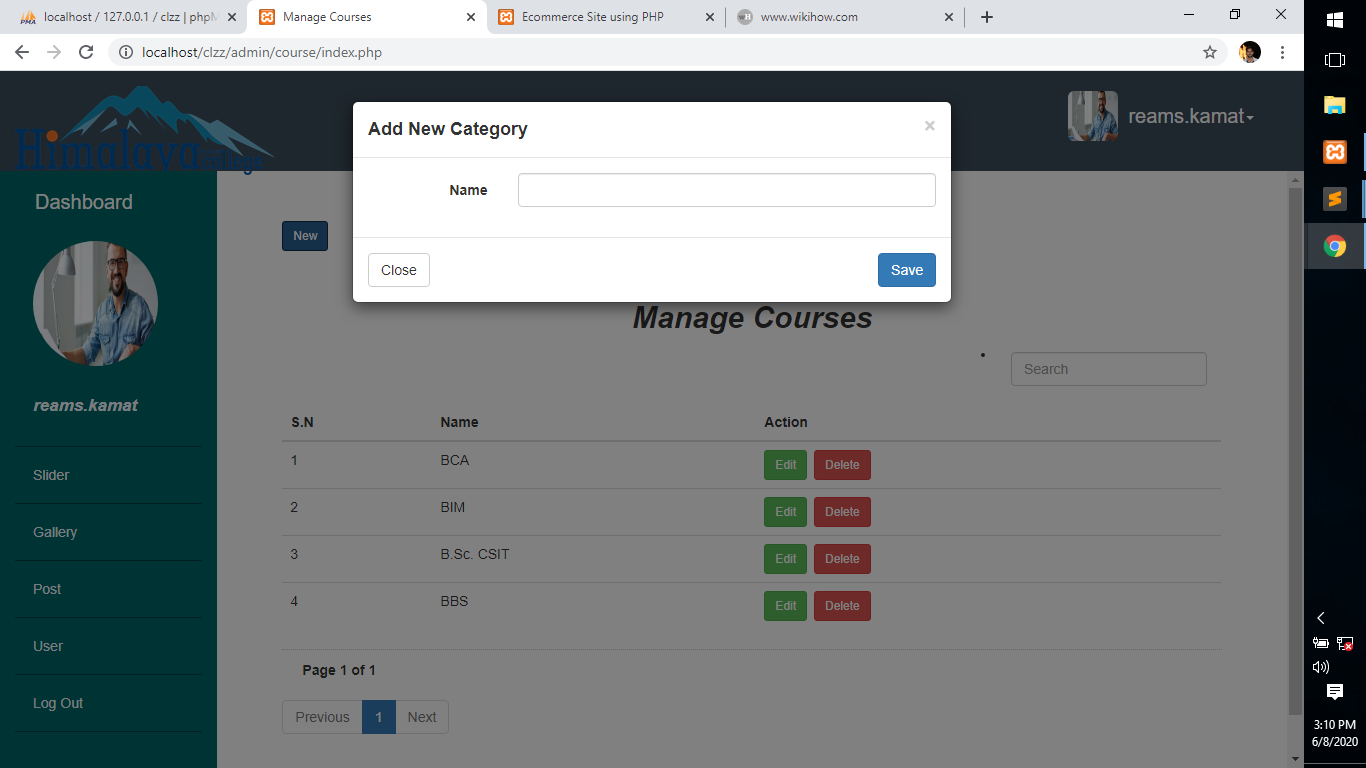 localhost / 127.0.0.1 / clzz | phpM
Manage Courses
Ecommerce Site using PHP
www.wikihow.com
localhost/clzz/admin/course/index.php
Himalaya
College
reams.kamat
Add New Category
×
Name
Close
Save
Dashboard
reams.kamat
Slider
Gallery
Post
User
Log Out
New
Manage Courses
Search
S.N Name Action
1 BCA Edit Delete
2 BIM Edit Delete
3 B.Sc. CSIT Edit Delete
4 BBS Edit Delete
Page 1 of 1
Previous 1 Next
3:10 PM
6/8/2020